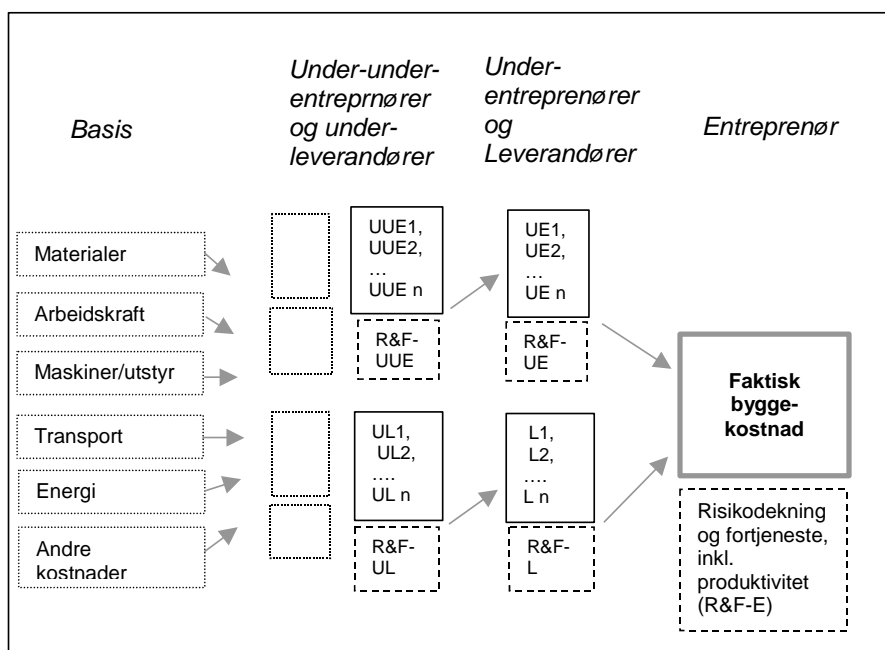 Basis
Under-under-
entreprnører
og under-
leverandører
Under-
entreprenører
og
Leverandører
Entreprenør
Materialer
Arbeidskraft
Maskiner/utstyr
Transport
Energi
Andre
kostnader
UUE1,
UUE2,
…
UUE n
R&F-
UUE
UL1,
UL2,
….
UL n
R&F-
UL
UE1,
UE2,
…
UE n
R&F-
UE
L1,
L2,
….
L n
R&F-
L
Faktisk
bygge-
kostnad
Risikodekning
og fortjeneste,
inkl.
produktivitet
(R&F-E)